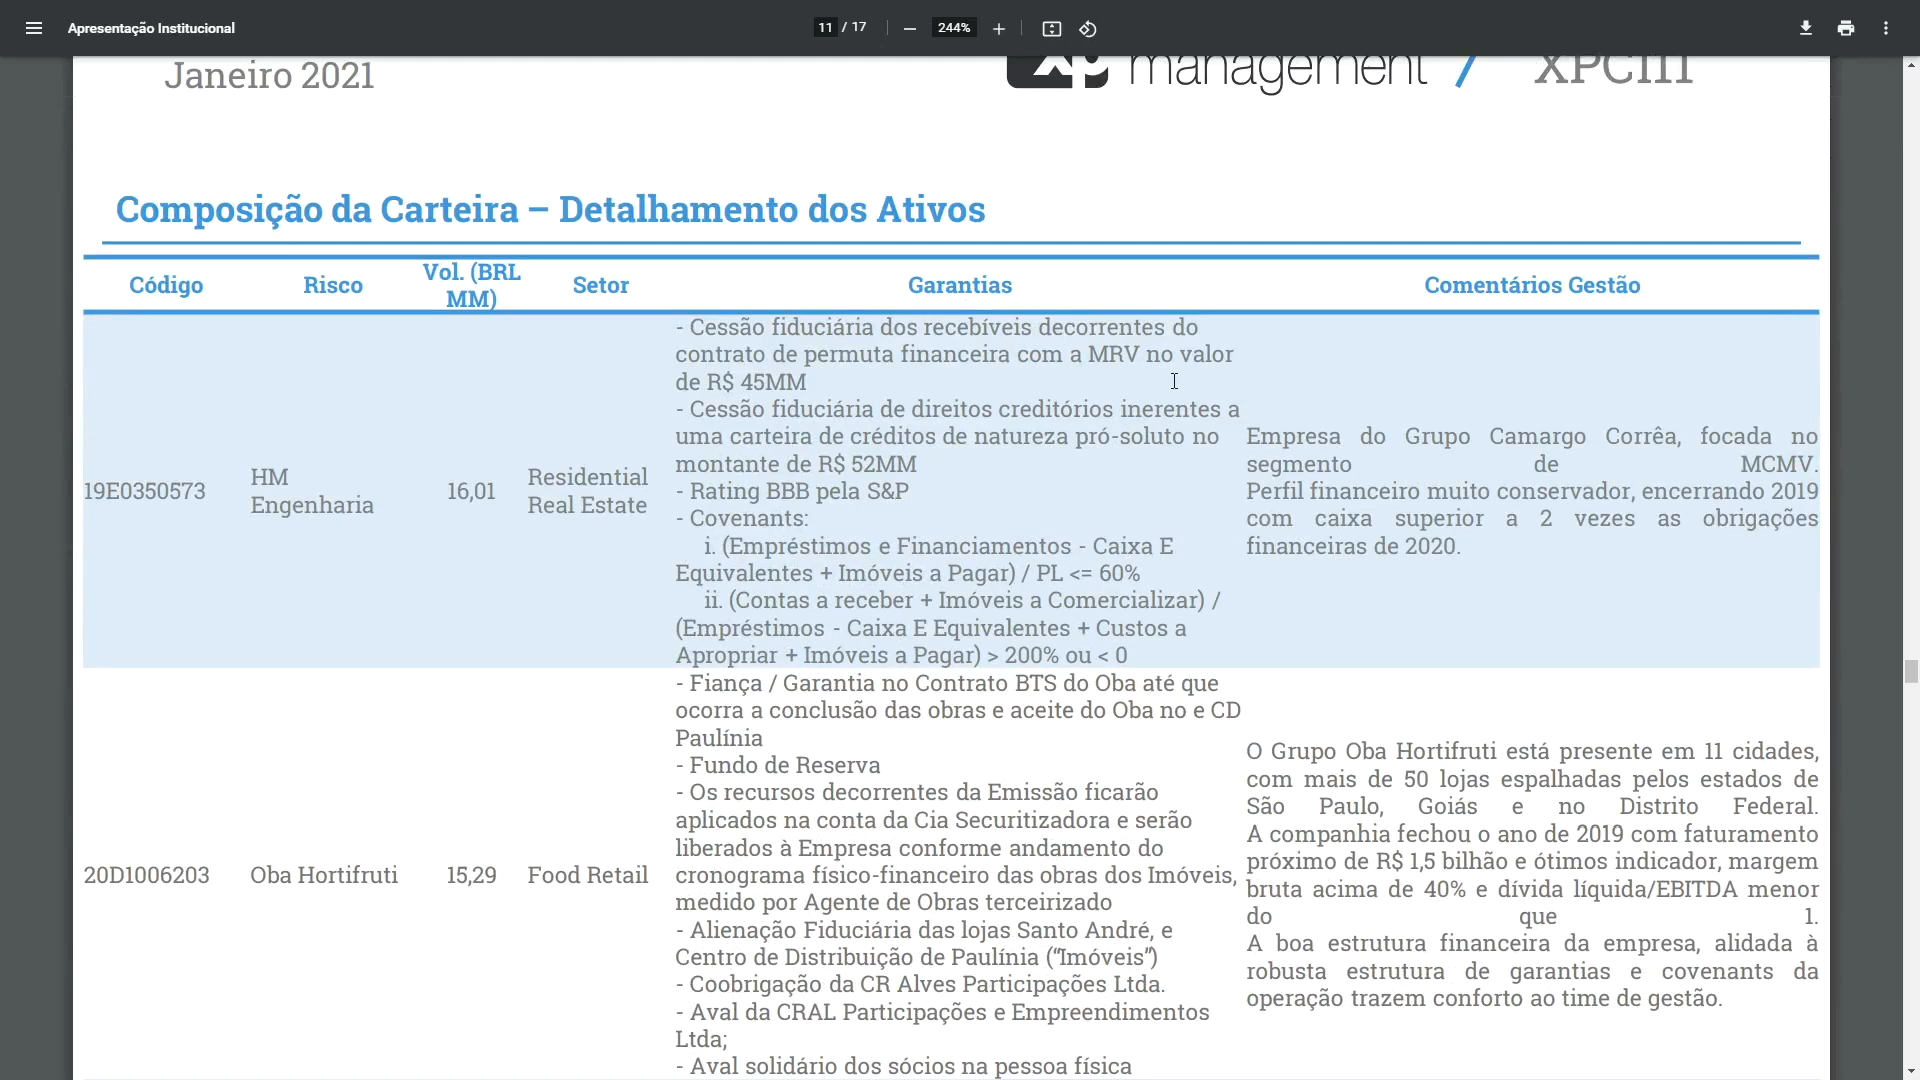 Apresentação Institucional
11 / 17
244%
Janeiro 2021
xp management / XPCI11
Composição da Carteira – Detalhamento dos Ativos
Código Risco Vol. (BRL MM) Setor Garantias Comentários Gestão
19E0350573
HM
Engenharia
16,01
Residential
Real Estate
- Cessão fiduciária dos recebíveis decorrentes do
contrato de permuta financeira com a MRV no valor
de R$ 45MM
- Cessão fiduciária de direitos creditórios inerentes a
uma carteira de créditos de natureza pró-soluto no
montante de R$ 52MM
- Rating BBB pela S&P
- Covenants:
i. (Empréstimos e Financiamentos - Caixa E
Equivalentes + Imóveis a Pagar) / PL <= 60%
ii. (Contas a receber + Imóveis a Comercializar) /
(Empréstimos - Caixa E Equivalentes + Custos a
Apropriar + Imóveis a Pagar) > 200% ou < 0
Empresa do Grupo Camargo Corrêa, focada no
segmento de MCMV.
Perfil financeiro muito conservador, encerrando 2019
com caixa superior a 2 vezes as obrigações
financeiras de 2020.
20D1006203
Oba Hortifruti
15,29
Food Retail
- Fiança / Garantia no Contrato BTS do Oba até que
ocorra a conclusão das obras e aceite do Oba no e CD
Paulínia
- Fundo de Reserva
- Os recursos decorrentes da Emissão ficarão
aplicados na conta da Cia Securitizadora e serão
liberados à Empresa conforme andamento do
cronograma físico-financeiro das obras dos Imóveis,
medido por Agente de Obras terceirizado
- Alienação Fiduciária das lojas Santo André, e
Centro de Distribuição de Paulínia (“Imóveis”)
- Coobrigação da CR Alves Participações Ltda.
- Aval da CRAL Participações e Empreendimentos
Ltda;
- Aval solidário dos sócios na pessoa física
O Grupo Oba Hortifruti está presente em 11 cidades,
com mais de 50 lojas espalhadas pelos estados de
São Paulo, Goiás e no Distrito Federal.
A companhia fechou o ano de 2019 com faturamento
próximo de R$ 1,5 bilhão e ótimos indicador, margem
bruta acima de 40% e dívida líquida/EBITDA menor
do que 1.
A boa estrutura financeira da empresa, alidada à
robusta estrutura de garantias e covenants da
operação trazem conforto ao time de gestão.